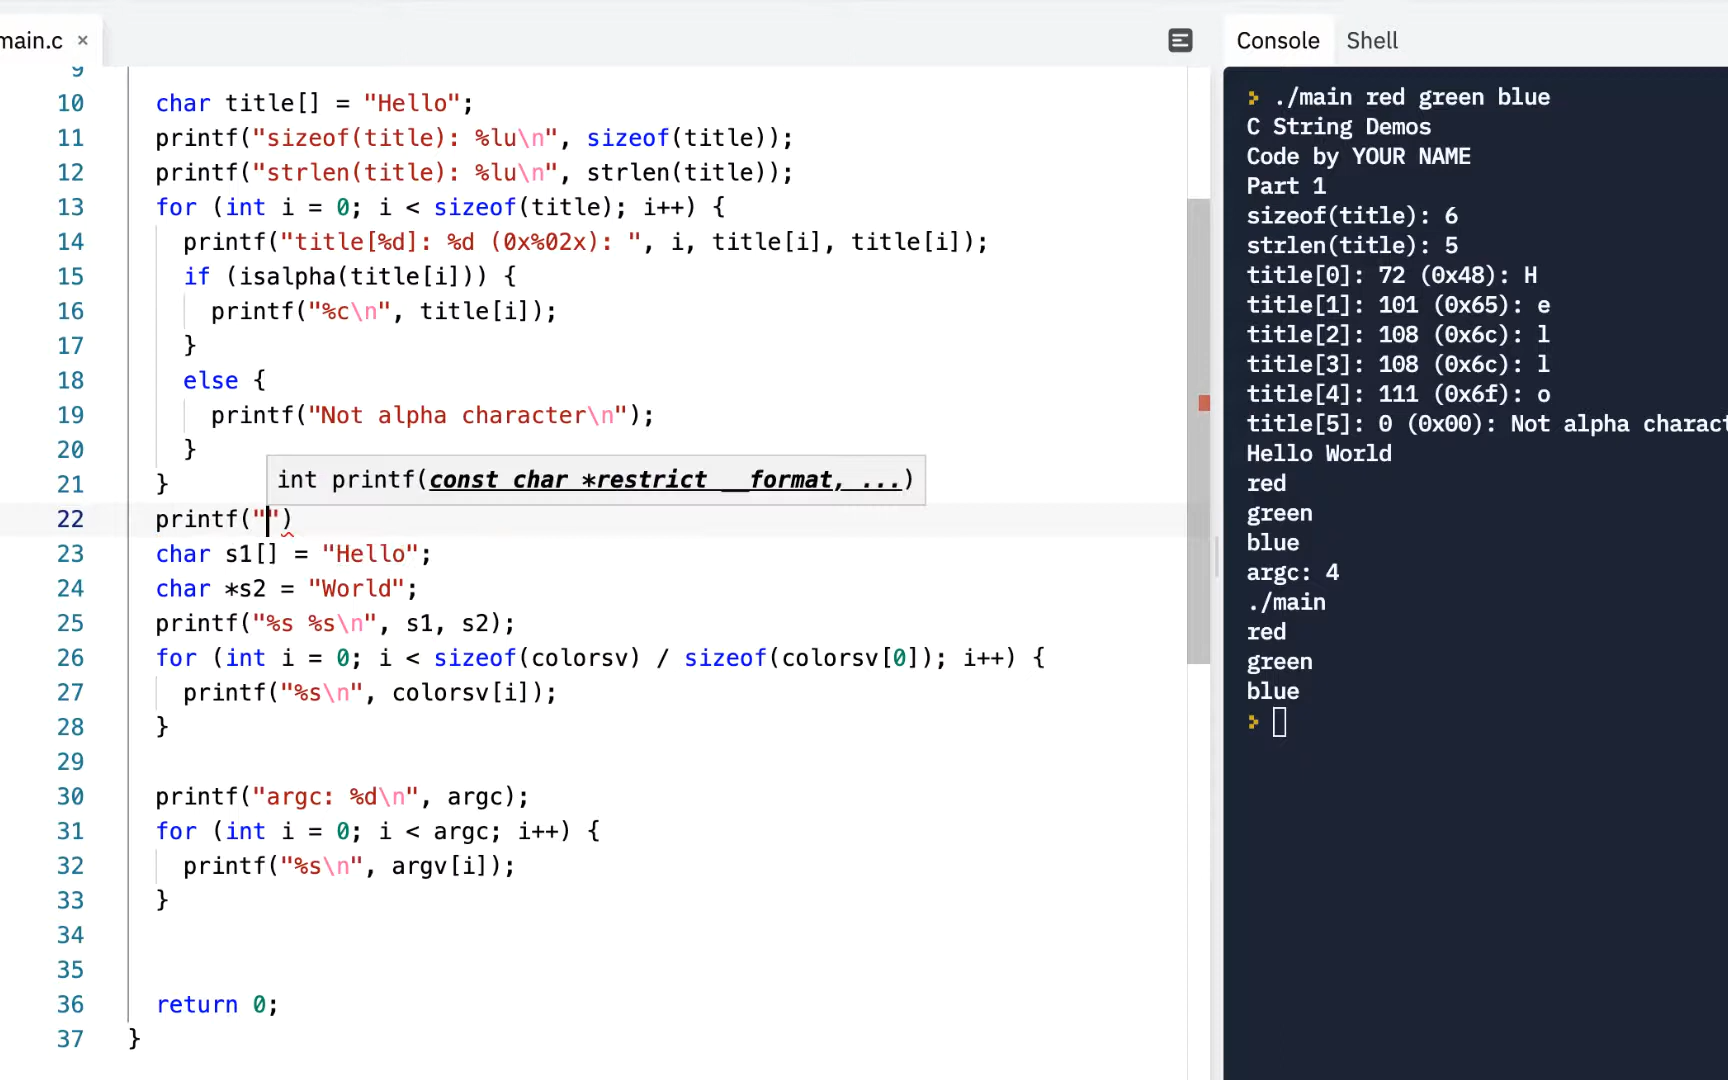 main.c ×
9
10 char title[] = "Hello";
11 printf("sizeof(title): %lu\n", sizeof(title));
12 printf("strlen(title): %lu\n", strlen(title));
13 for (int i = 0; i < sizeof(title); i++) {
14 printf("title[%d]: %d (0x%02x): ", i, title[i], title[i]);
15 if (isalpha(title[i])) {
16 printf("%c\n", title[i]);
17 }
18 else {
19 printf("Not alpha character\n");
20 }
int printf(const char *restrict __format, ...)
21 }
22 printf("")
23 char s1[] = "Hello";
24 char *s2 = "World";
25 printf("%s %s\n", s1, s2);
26 for (int i = 0; i < sizeof(colorsv) / sizeof(colorsv[0]); i++) {
27 printf("%s\n", colorsv[i]);
28 }
29
30 printf("argc: %d\n", argc);
31 for (int i = 0; i < argc; i++) {
32 printf("%s\n", argv[i]);
33 }
34
35
36 return 0;
37 }
Console Shell
> ./main red green blue
C String Demos
Code by YOUR NAME
Part 1
sizeof(title): 6
strlen(title): 5
title[0]: 72 (0x48): H
title[1]: 101 (0x65): e
title[2]: 108 (0x6c): l
title[3]: 108 (0x6c): l
title[4]: 111 (0x6f): o
title[5]: 0 (0x00): Not alpha charact
Hello World
red
green
blue
argc: 4
./main
red
green
blue
>